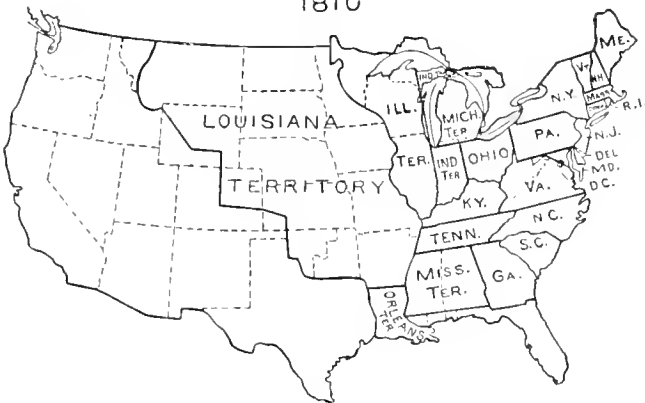 1810
ME.
VT.
N.H.
IND.
N.Y.
MASS.
CONN.
R.I.
ILL.
MICH.
TER.
LOUISIANA
PA.
N.J.
TER.
IND
TER
OHIO
DEL
MD.
D.C.
TERRITORY
VA.
KY.
N.C.
TENN.
S.C.
MISS.
TER.
GA.
ORLEANS
TER